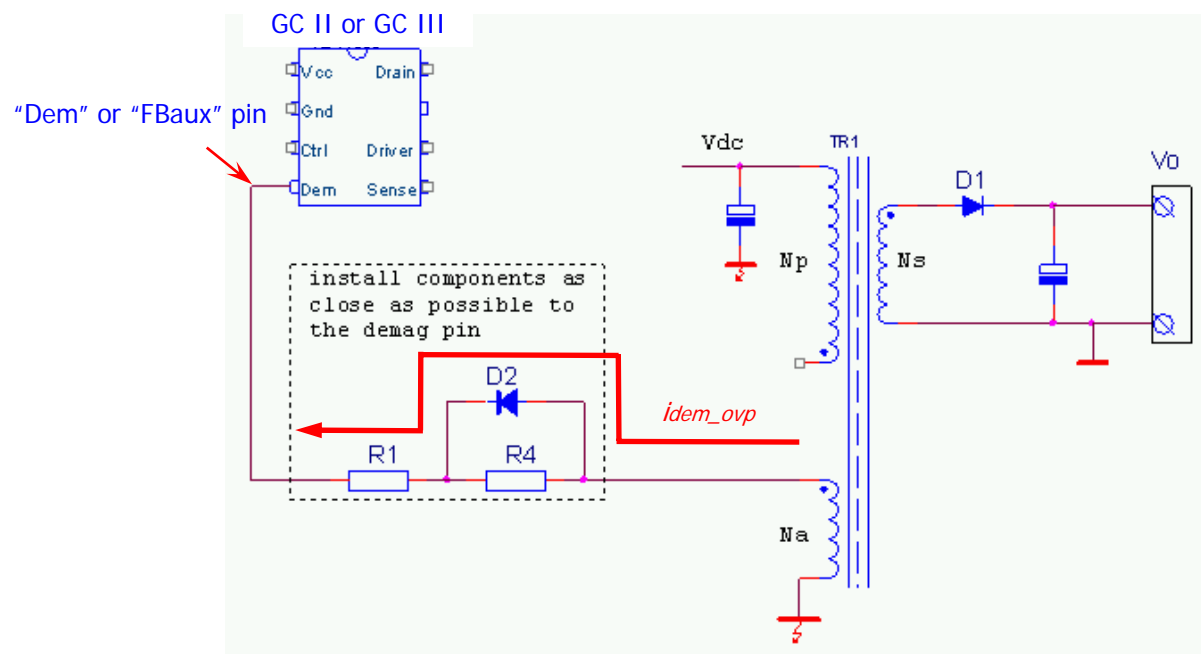 GC II or GC III
Vcc Drain
Gnd
"Dem" or "FBaux" pin
Ctrl Driver
Dem Sense
Vdc TR1
Vo
D1
Np Ns
install components as
close as possible to
the demag pin
D2
idem_ovp
R1 R4
Na